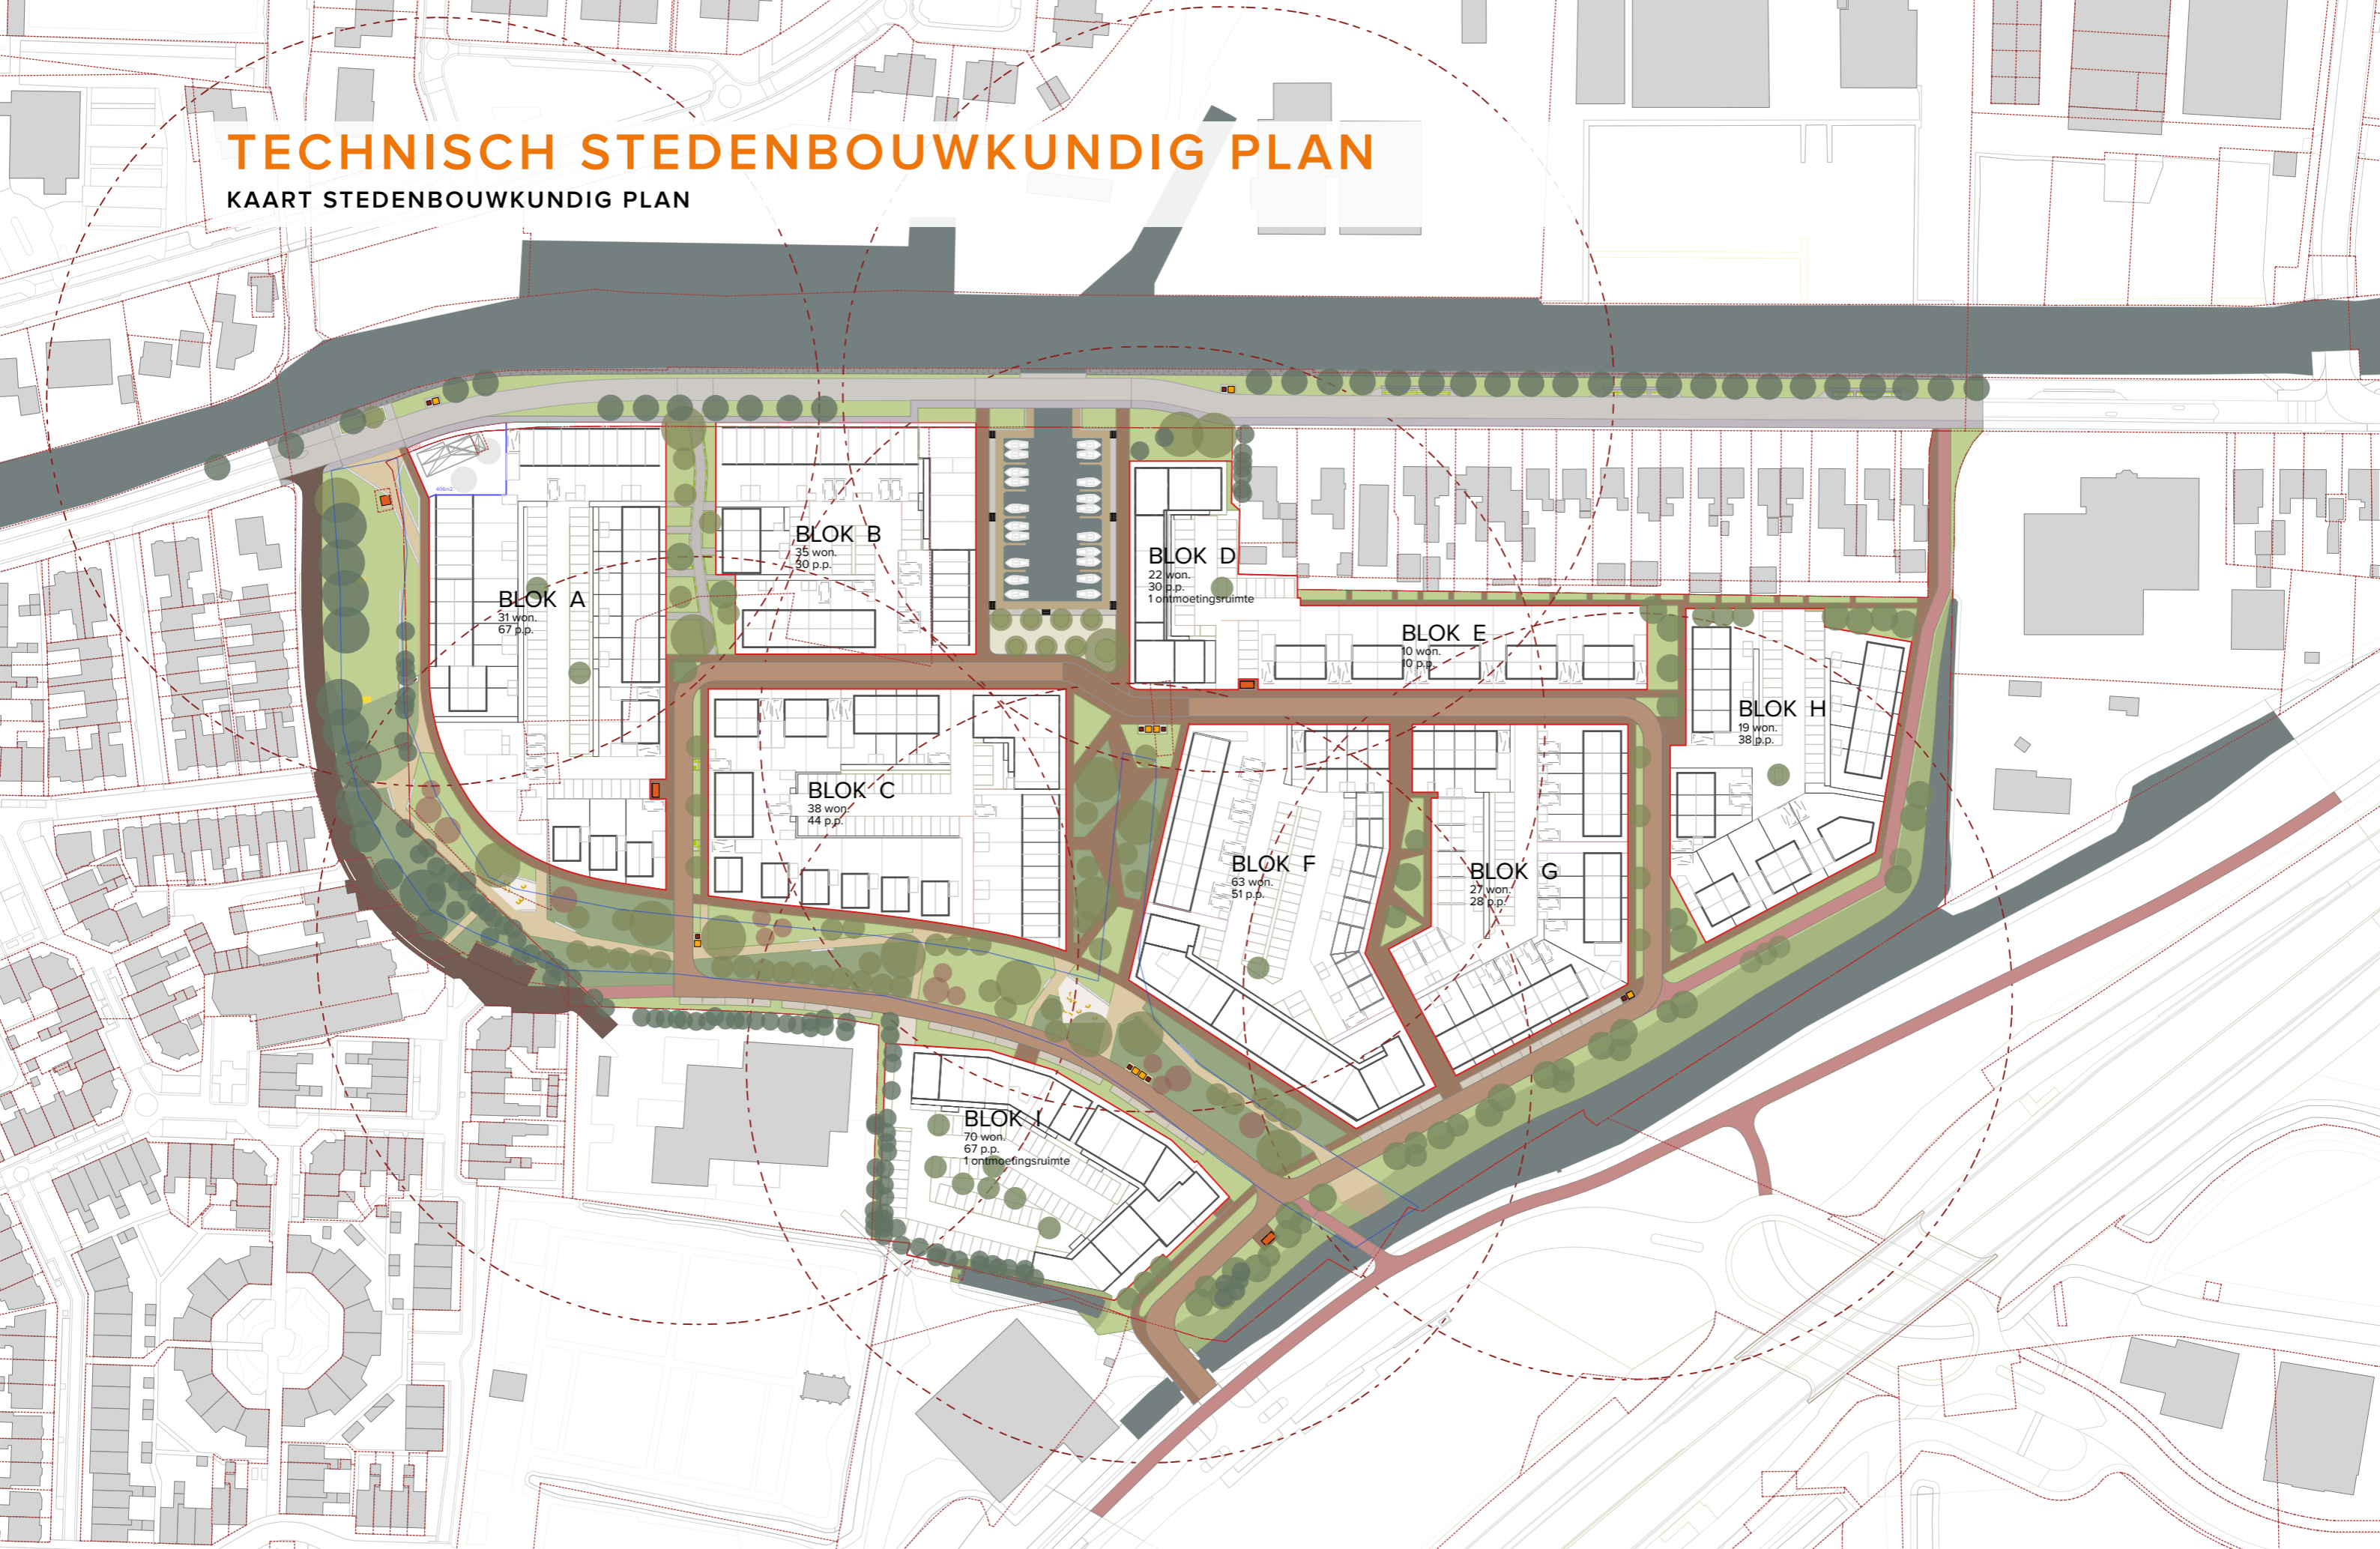 TECHNISCH STEDENBOUWKUNDIG PLAN
KAART STEDENBOUWKUNDIG PLAN
406m2
BLOK A
31 won.
67 p.p.
BLOK B
35 won.
30 p.p.
BLOK C
38 won.
44 p.p.
BLOK D
22 won.
30 p.p.
1 ontmoetingsruimte
BLOK E
10 won.
10 p.p.
BLOK F
63 won.
51 p.p.
BLOK G
27 won.
28 p.p.
BLOK H
19 won.
38 p.p.
BLOK I
70 won.
67 p.p.
1 ontmoetingsruimte